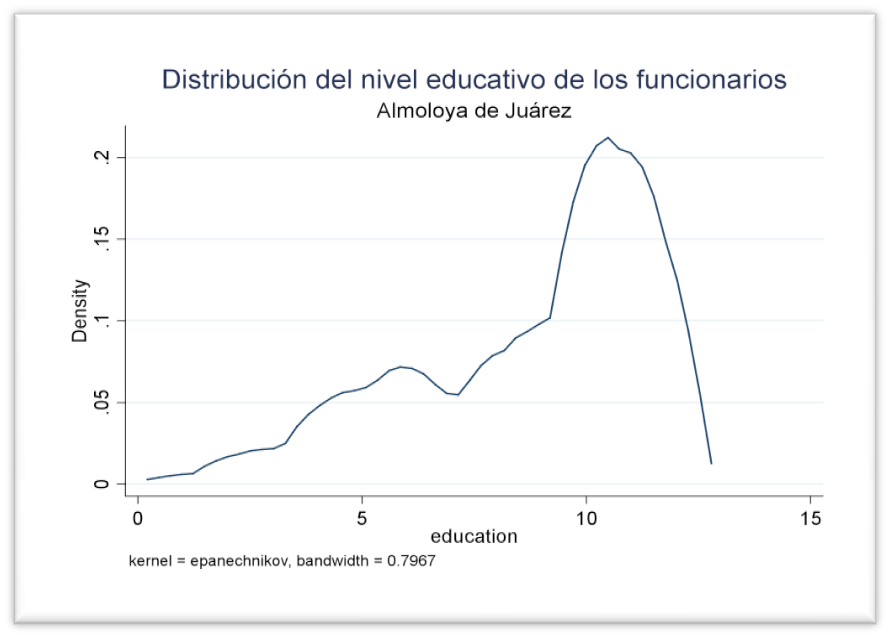 Distribución del nivel educativo de los funcionarios
Almoloya de Juárez
Density
.2
.15
.1
.05
0
0 5 10 15
education
kernel = epanechnikov, bandwidth = 0.7967